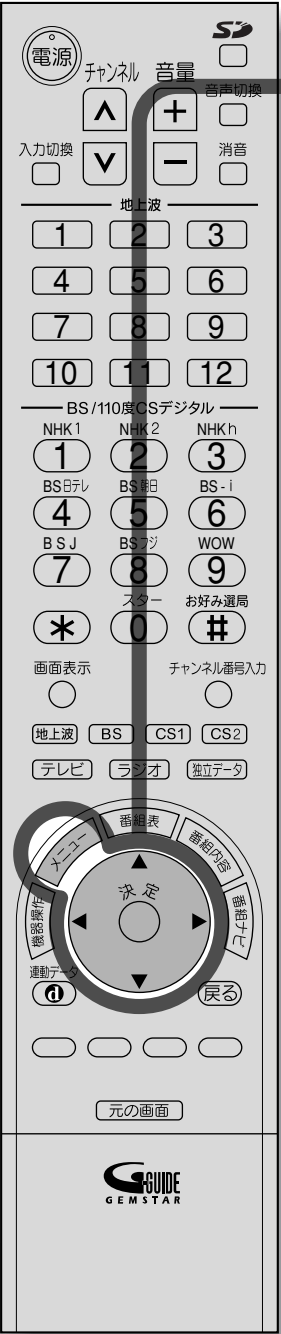 SD
電源
チャンネル 音量
音声切換
∧ +
入力切換 消音
∨ −
地上波
1 2 3
4 5 6
7 8 9
10 11 12
BS/110度CSデジタル
NHK1 NHK2 NHKh
1 2 3
BS日テレ BS朝日 BS-i
4 5 6
BSJ BSフジ WOW
7 8 9
スター お好み選局
* 0 #
画面表示 チャンネル番号入力
地上波 BS CS1 CS2
テレビ ラジオ 独立データ
番組表
メニュー 番組内容
決定
機器操作 番組ナビ
連動データ
d 戻る
元の画面
G-GUIDE
GEMSTAR